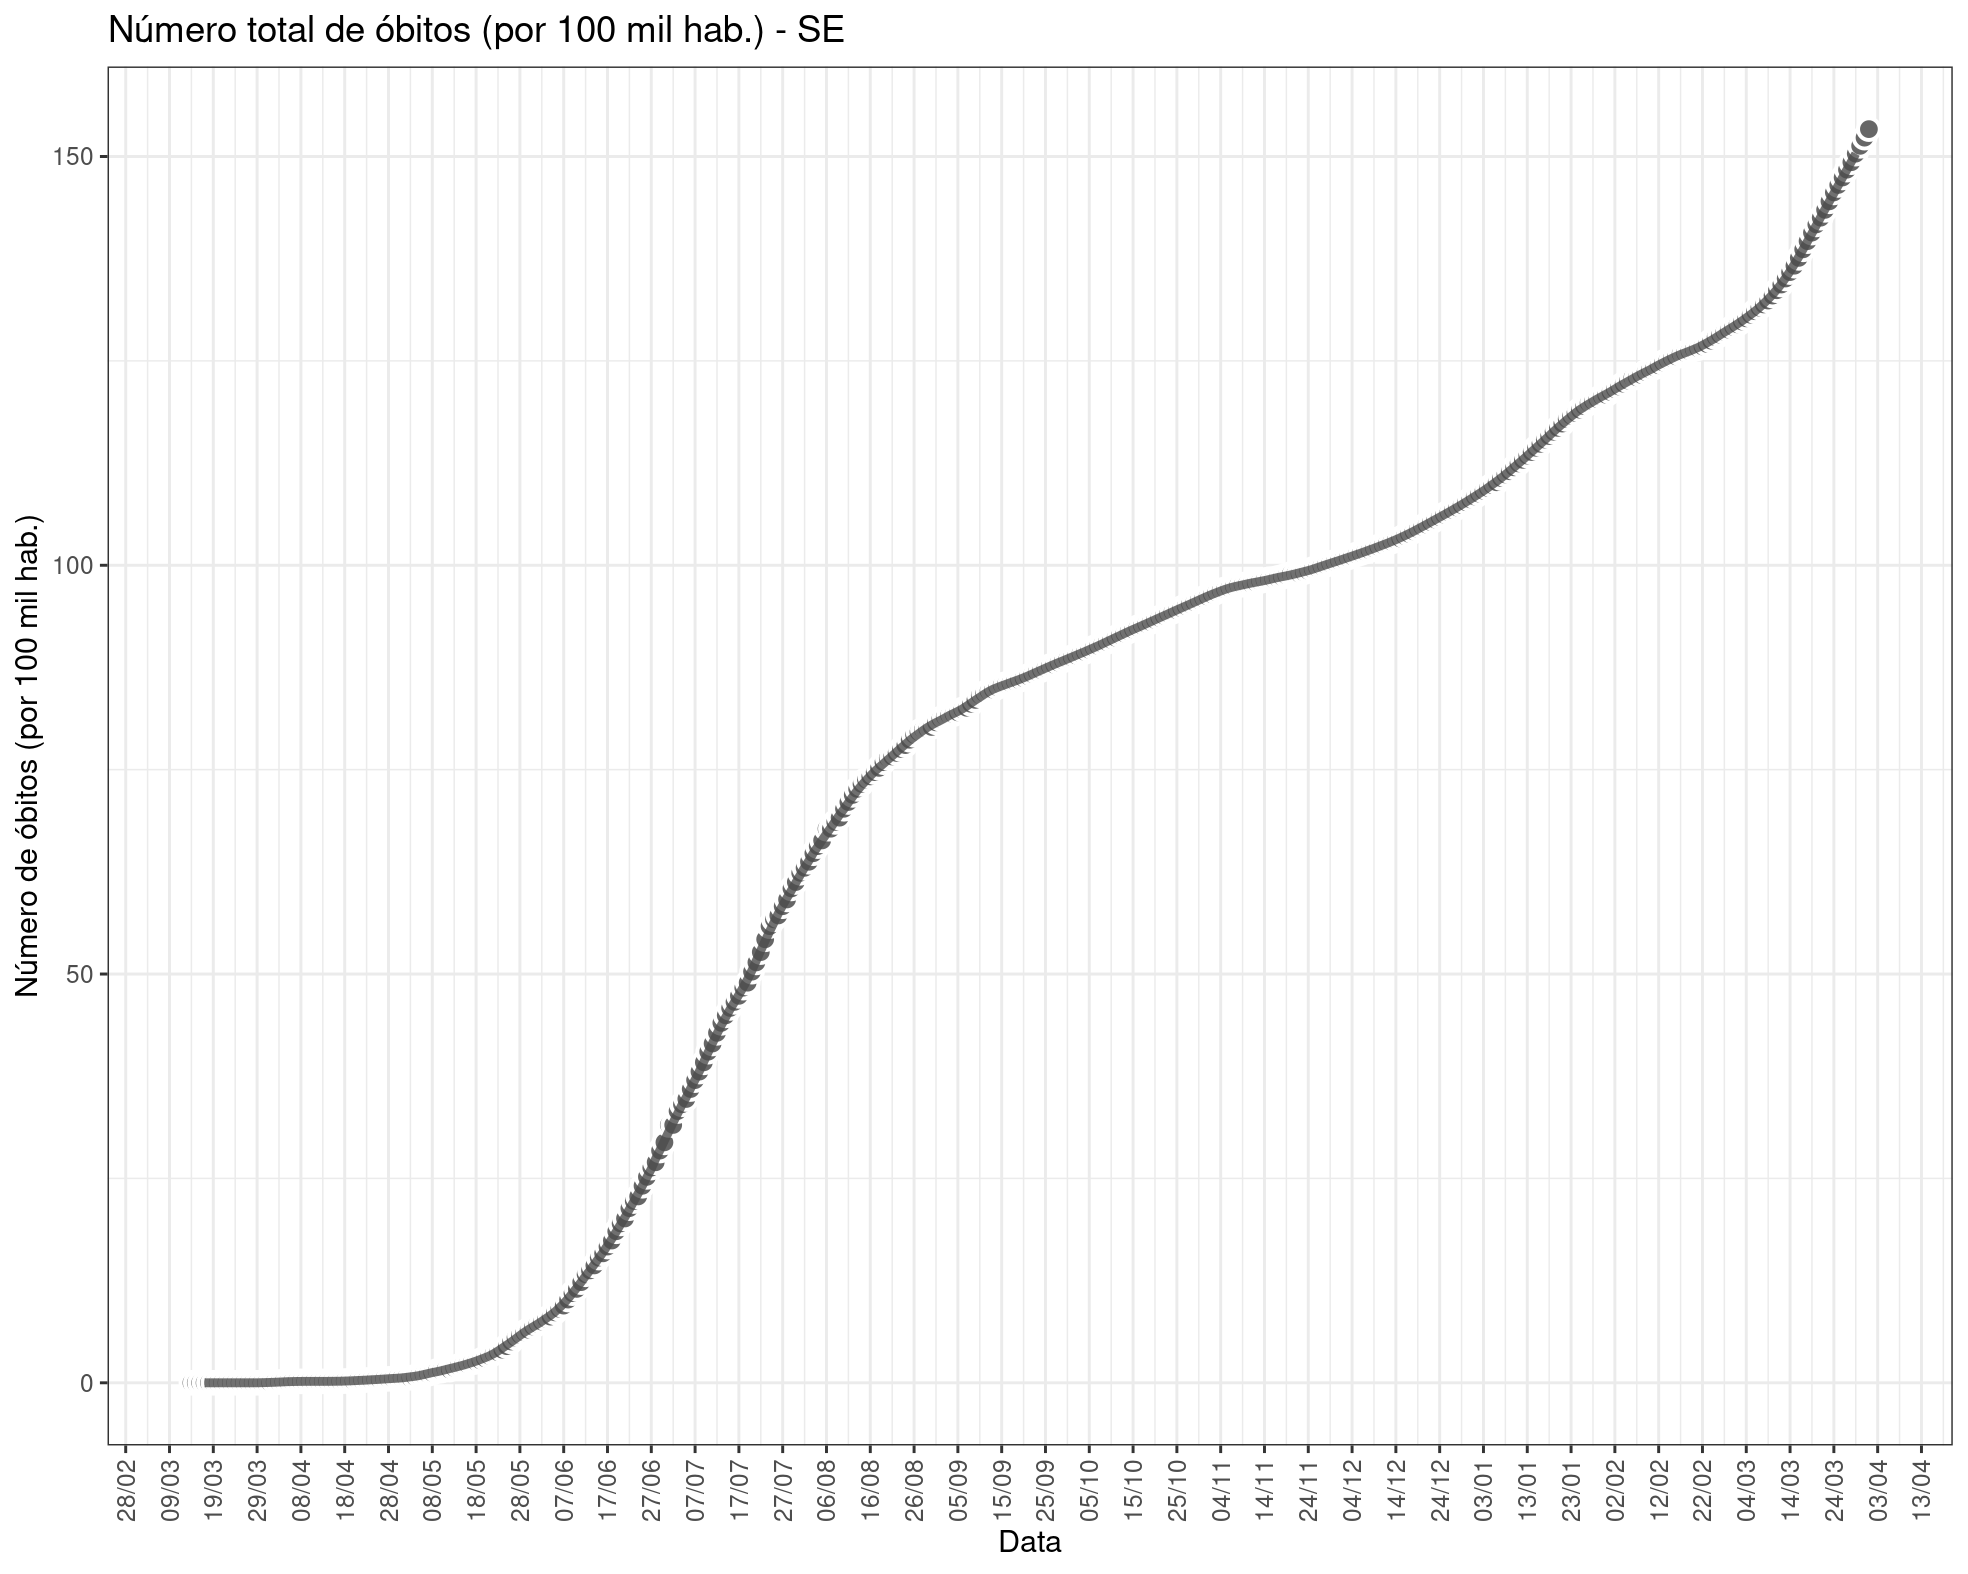 Número total de óbitos (por 100 mil hab.) - SE
Número de óbitos (por 100 mil hab.)
150
100
50
0
28/02 09/03 19/03 29/03 08/04 18/04 28/04 08/05 18/05 28/05 07/06 17/06 27/06 07/07 17/07 27/07 06/08 16/08 26/08 05/09 15/09 25/09 05/10 15/10 25/10 04/11 14/11 24/11 04/12 14/12 24/12 03/01 13/01 23/01 02/02 12/02 22/02 04/03 14/03 24/03 03/04 13/04
Data